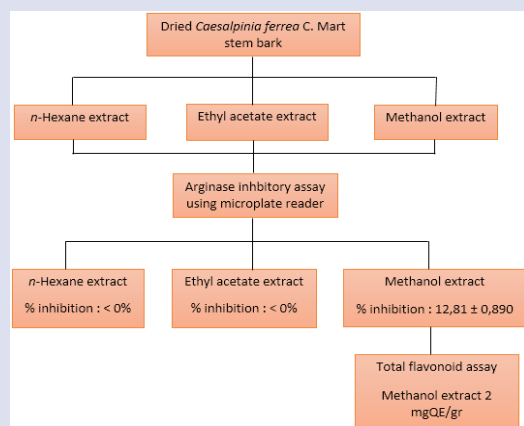 Dried Caesalpinia ferrea C. Mart
stem bark
n-Hexane extract
Ethyl acetate extract
Methanol extract
Arginase inhbitory assay
using microplate reader
n-Hexane extract
% inhibition : < 0%
Ethyl acetate extract
% inhibition : < 0%
Methanol extract
% inhibition : 12,81 ± 0,890
Total flavonoid assay
Methanol extract 2
mgQE/gr